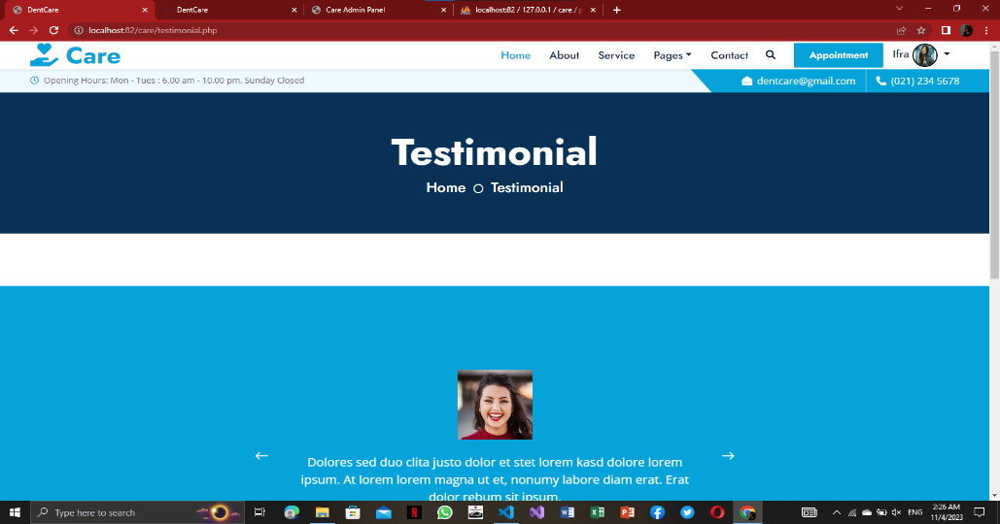 DentCare
DentCare
Care Admin Panel
localhost:82 / 127.0.0.1 / care / p
localhost:82/care/testimonial.php
Care
Home
About
Service
Pages
Contact
Appointment
Ifra
Opening Hours: Mon - Tues : 6.00 am - 10.00 pm, Sunday Closed
dentcare@gmail.com
(021) 234 5678
Testimonial
Home
Testimonial
Dolores sed duo clita justo dolor et stet lorem kasd dolore lorem
ipsum. At lorem lorem magna ut et, nonumy labore diam erat. Erat
dolor rebum sit ipsum.
Type here to search
ENG
2:26 AM
11/4/2023